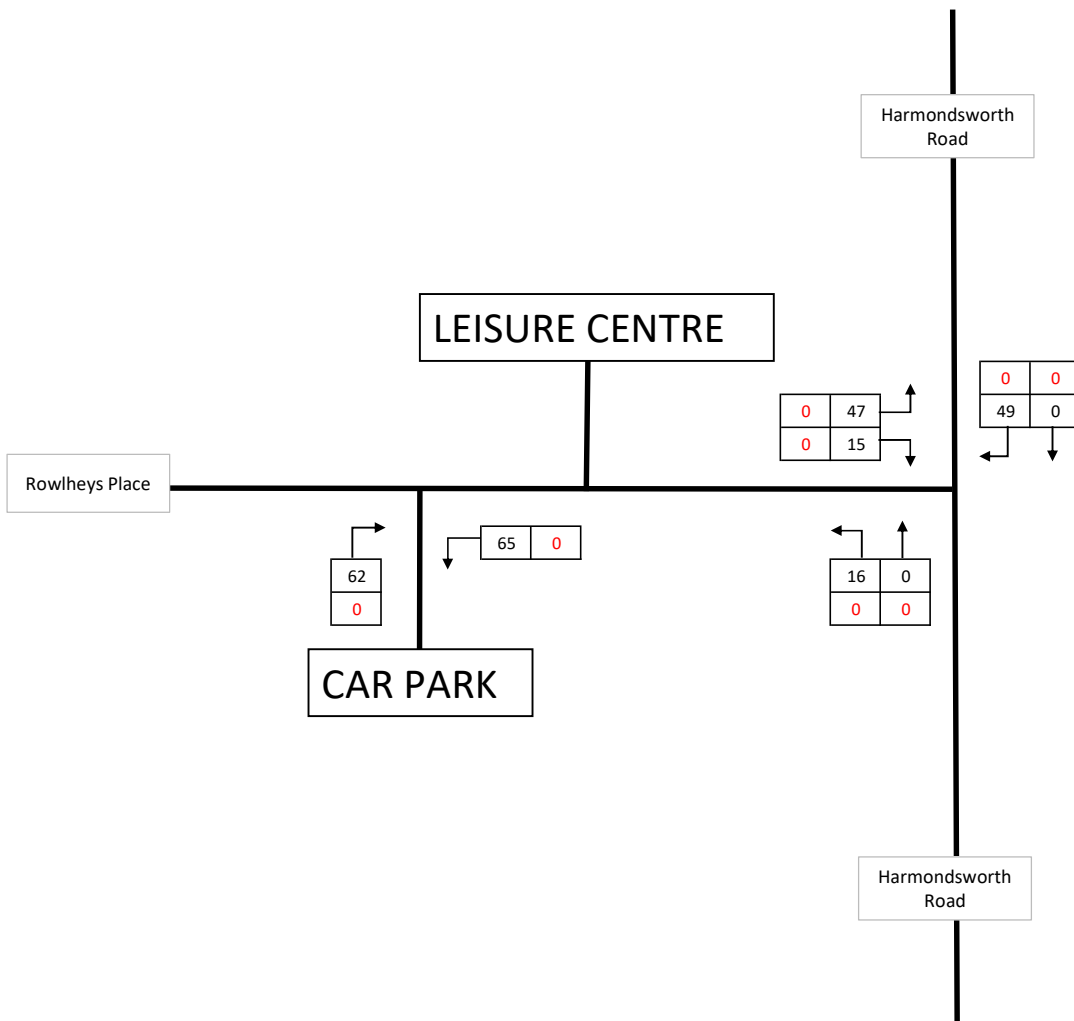 Harmondsworth
Road
LEISURE CENTRE
0 0
49 0
0 47
0 15
Rowlheys Place
65 0
62
0
16 0
0 0
CAR PARK
Harmondsworth
Road